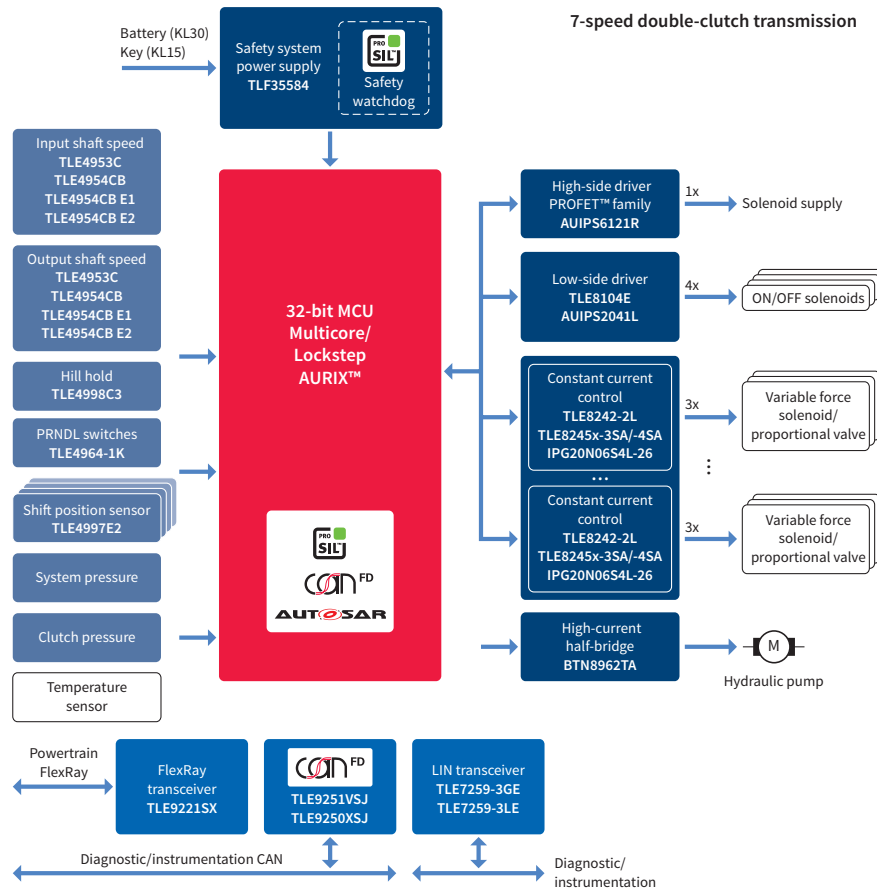 7-speed double-clutch transmission
Battery (KL30)
Key (KL15)
Safety system
power supply
TLF35584
PRO
SIL™
Safety
watchdog
Input shaft speed
TLE4953C
TLE4954CB
TLE4954CB E1
TLE4954CB E2
Output shaft speed
TLE4953C
TLE4954CB
TLE4954CB E1
TLE4954CB E2
Hill hold
TLE4998C3
PRNDL switches
TLE4964-1K
Shift position sensor
TLE4997E2
System pressure
Clutch pressure
Temperature
sensor
32-bit MCU
Multicore/
Lockstep
AURIX™
PRO
SIL™
CAN FD
AUTOSAR
High-side driver
PROFET™ family
AUIPS6121R
1x
Solenoid supply
Low-side driver
TLE8104E
AUIPS2041L
4x
ON/OFF solenoids
Constant current
control
TLE8242-2L
TLE8245x-3SA/-4SA
IPG20N06S4L-26
3x
Variable force
solenoid/
proportional valve
...
⋮
Constant current
control
TLE8242-2L
TLE8245x-3SA/-4SA
IPG20N06S4L-26
3x
Variable force
solenoid/
proportional valve
High-current
half-bridge
BTN8962TA
M
Hydraulic pump
Powertrain
FlexRay
FlexRay
transceiver
TLE9221SX
CAN FD
TLE9251VSJ
TLE9250XSJ
LIN transceiver
TLE7259-3GE
TLE7259-3LE
Diagnostic/instrumentation CAN
Diagnostic/
instrumentation